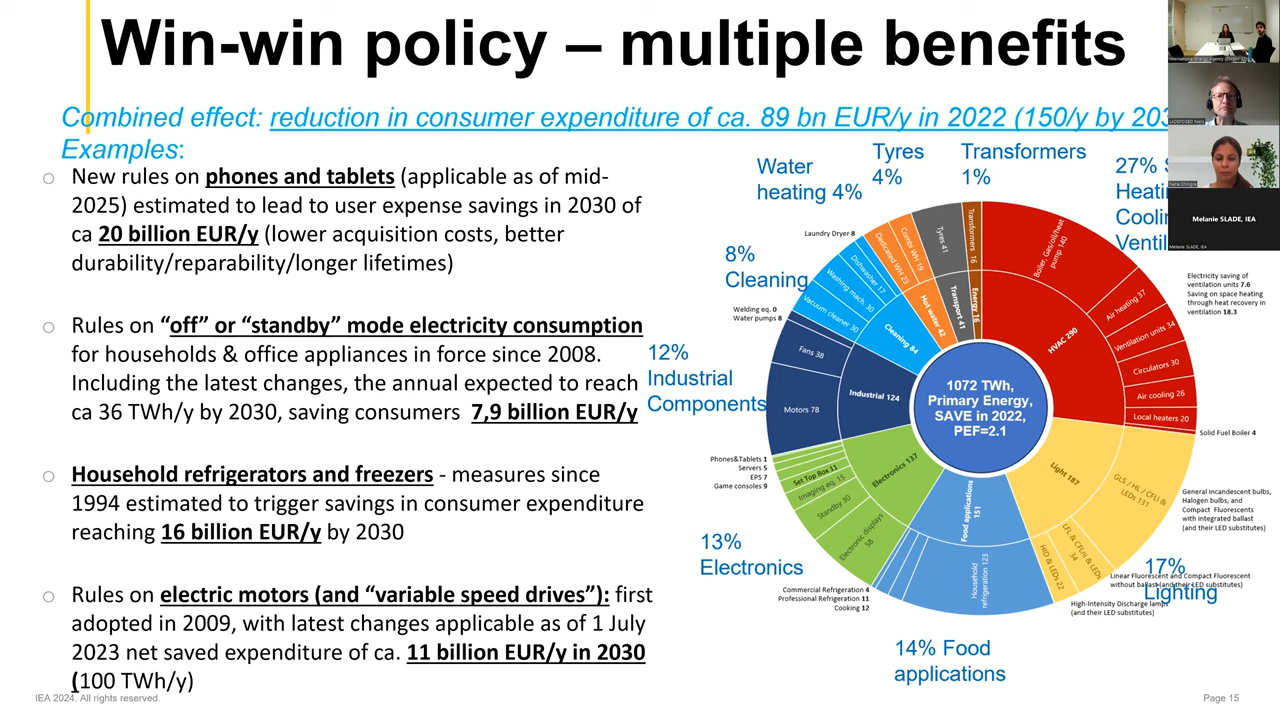 Win-win policy – multiple benefits
Combined effect: reduction in consumer expenditure of ca. 89 bn EUR/y in 2022 (150/y by
Examples:
○ New rules on phones and tablets (applicable as of mid-
2025) estimated to lead to user expense savings in 2030 of
ca 20 billion EUR/y (lower acquisition costs, better
durability/reparability/longer lifetimes)
○ Rules on “off” or “standby” mode electricity consumption
for households & office appliances in force since 2008.
Including the latest changes, the annual expected to reach
ca 36 TWh/y by 2030, saving consumers 7,9 billion EUR/y
○ Household refrigerators and freezers - measures since
1994 estimated to trigger savings in consumer expenditure
reaching 16 billion EUR/y by 2030
○ Rules on electric motors (and “variable speed drives”): first
adopted in 2009, with latest changes applicable as of 1 July
2023 net saved expenditure of ca. 11 billion EUR/y in 2030
(100 TWh/y)
Water
heating 4%
Tyres
4%
Transformers
1%
27%
8%
Cleaning
12%
Industrial
Components
13%
Electronics
14% Food
applications
17%
Lighting
1072 TWh,
Primary Energy,
SAVE in 2022,
PEF=2.1
HVAC 290
Boiler, Gas/oil/heat
pump 140
Air heating 37
Ventilation units 34
Circulators 30
Air cooling 26
Local heaters 20
Solid Fuel Boiler 4
Electricity saving of
ventilation units 7.6
Saving on space heating
through heat recovery in
ventilation 18.3
Light 187
GLS / HL / CFLi &
LEDs 131
LFL & CFLni & LEDs
34
HID & LEDs 22
General incandescent bulbs,
Halogen bulbs, and
Compact Fluorescents
with integrated ballast
(and their LED substitutes)
Linear Fluorescent and Compact Fluorescent
without ballast (and their LED substitutes)
High-Intensity Discharge lamps
(and their LED substitutes)
Food applications
151
Household
refrigeration 123
Commercial Refrigeration 4
Professional Refrigeration 11
Cooking 12
Electronics 137
Electronic displays
58
Standby 30
Imaging eq. 15
Set Top Box 11
Phones&Tablets 1
Servers 5
EPS 7
Game consoles 9
Industrial 124
Motors 78
Fans 38
Welding eq. 0
Water pumps 8
Cleaning 84
Vacuum cleaner 30
Washing mach. 30
Dishwasher 17
Laundry Dryer 8
Hot water 42
Dedicated WH 23
Combi WH 19
Transport 41
Tyres 41
Energy 16
Transformers 16
Melanie SLADE, IEA
Melanie SLADE, IEA
Neha Dhingra
IEA 2024. All rights reserved.
Page 15